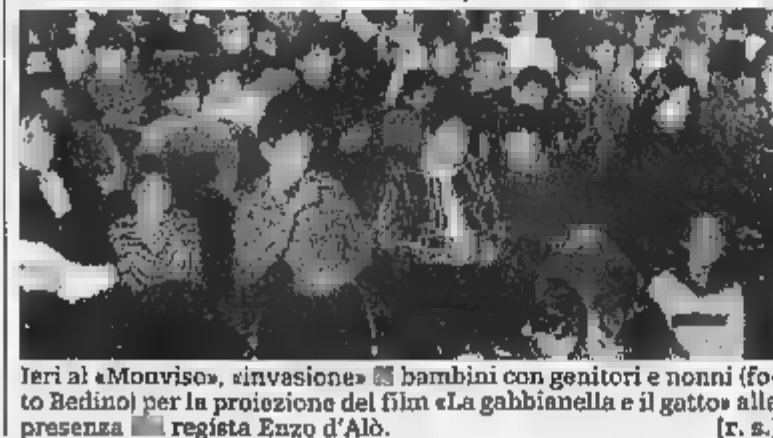 Ieri al «Monviso», «invasione» bambini con genitori e nonni (fo-
to Bedino) per la proiezione del film «La gabbianella e il gatto» alla
presenza regista Enzo d'Alò. [r. s.]